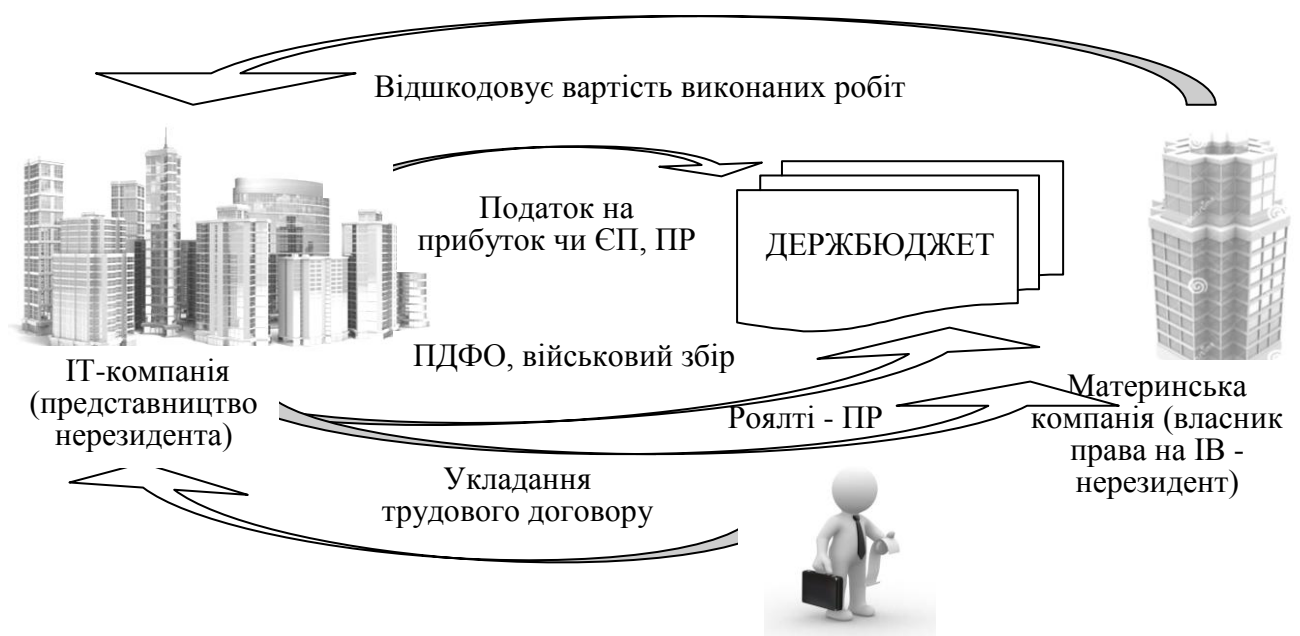 Відшкодовує вартість виконаних робіт
Податок на
прибуток чи ЄП, ПР
ДЕРЖБЮДЖЕТ
ПДФО, військовий збір
ІТ-компанія
(представництво
нерезидента)
Роялті - ПР
Материнська
компанія (власник
права на ІВ -
нерезидент)
Укладання
трудового договору